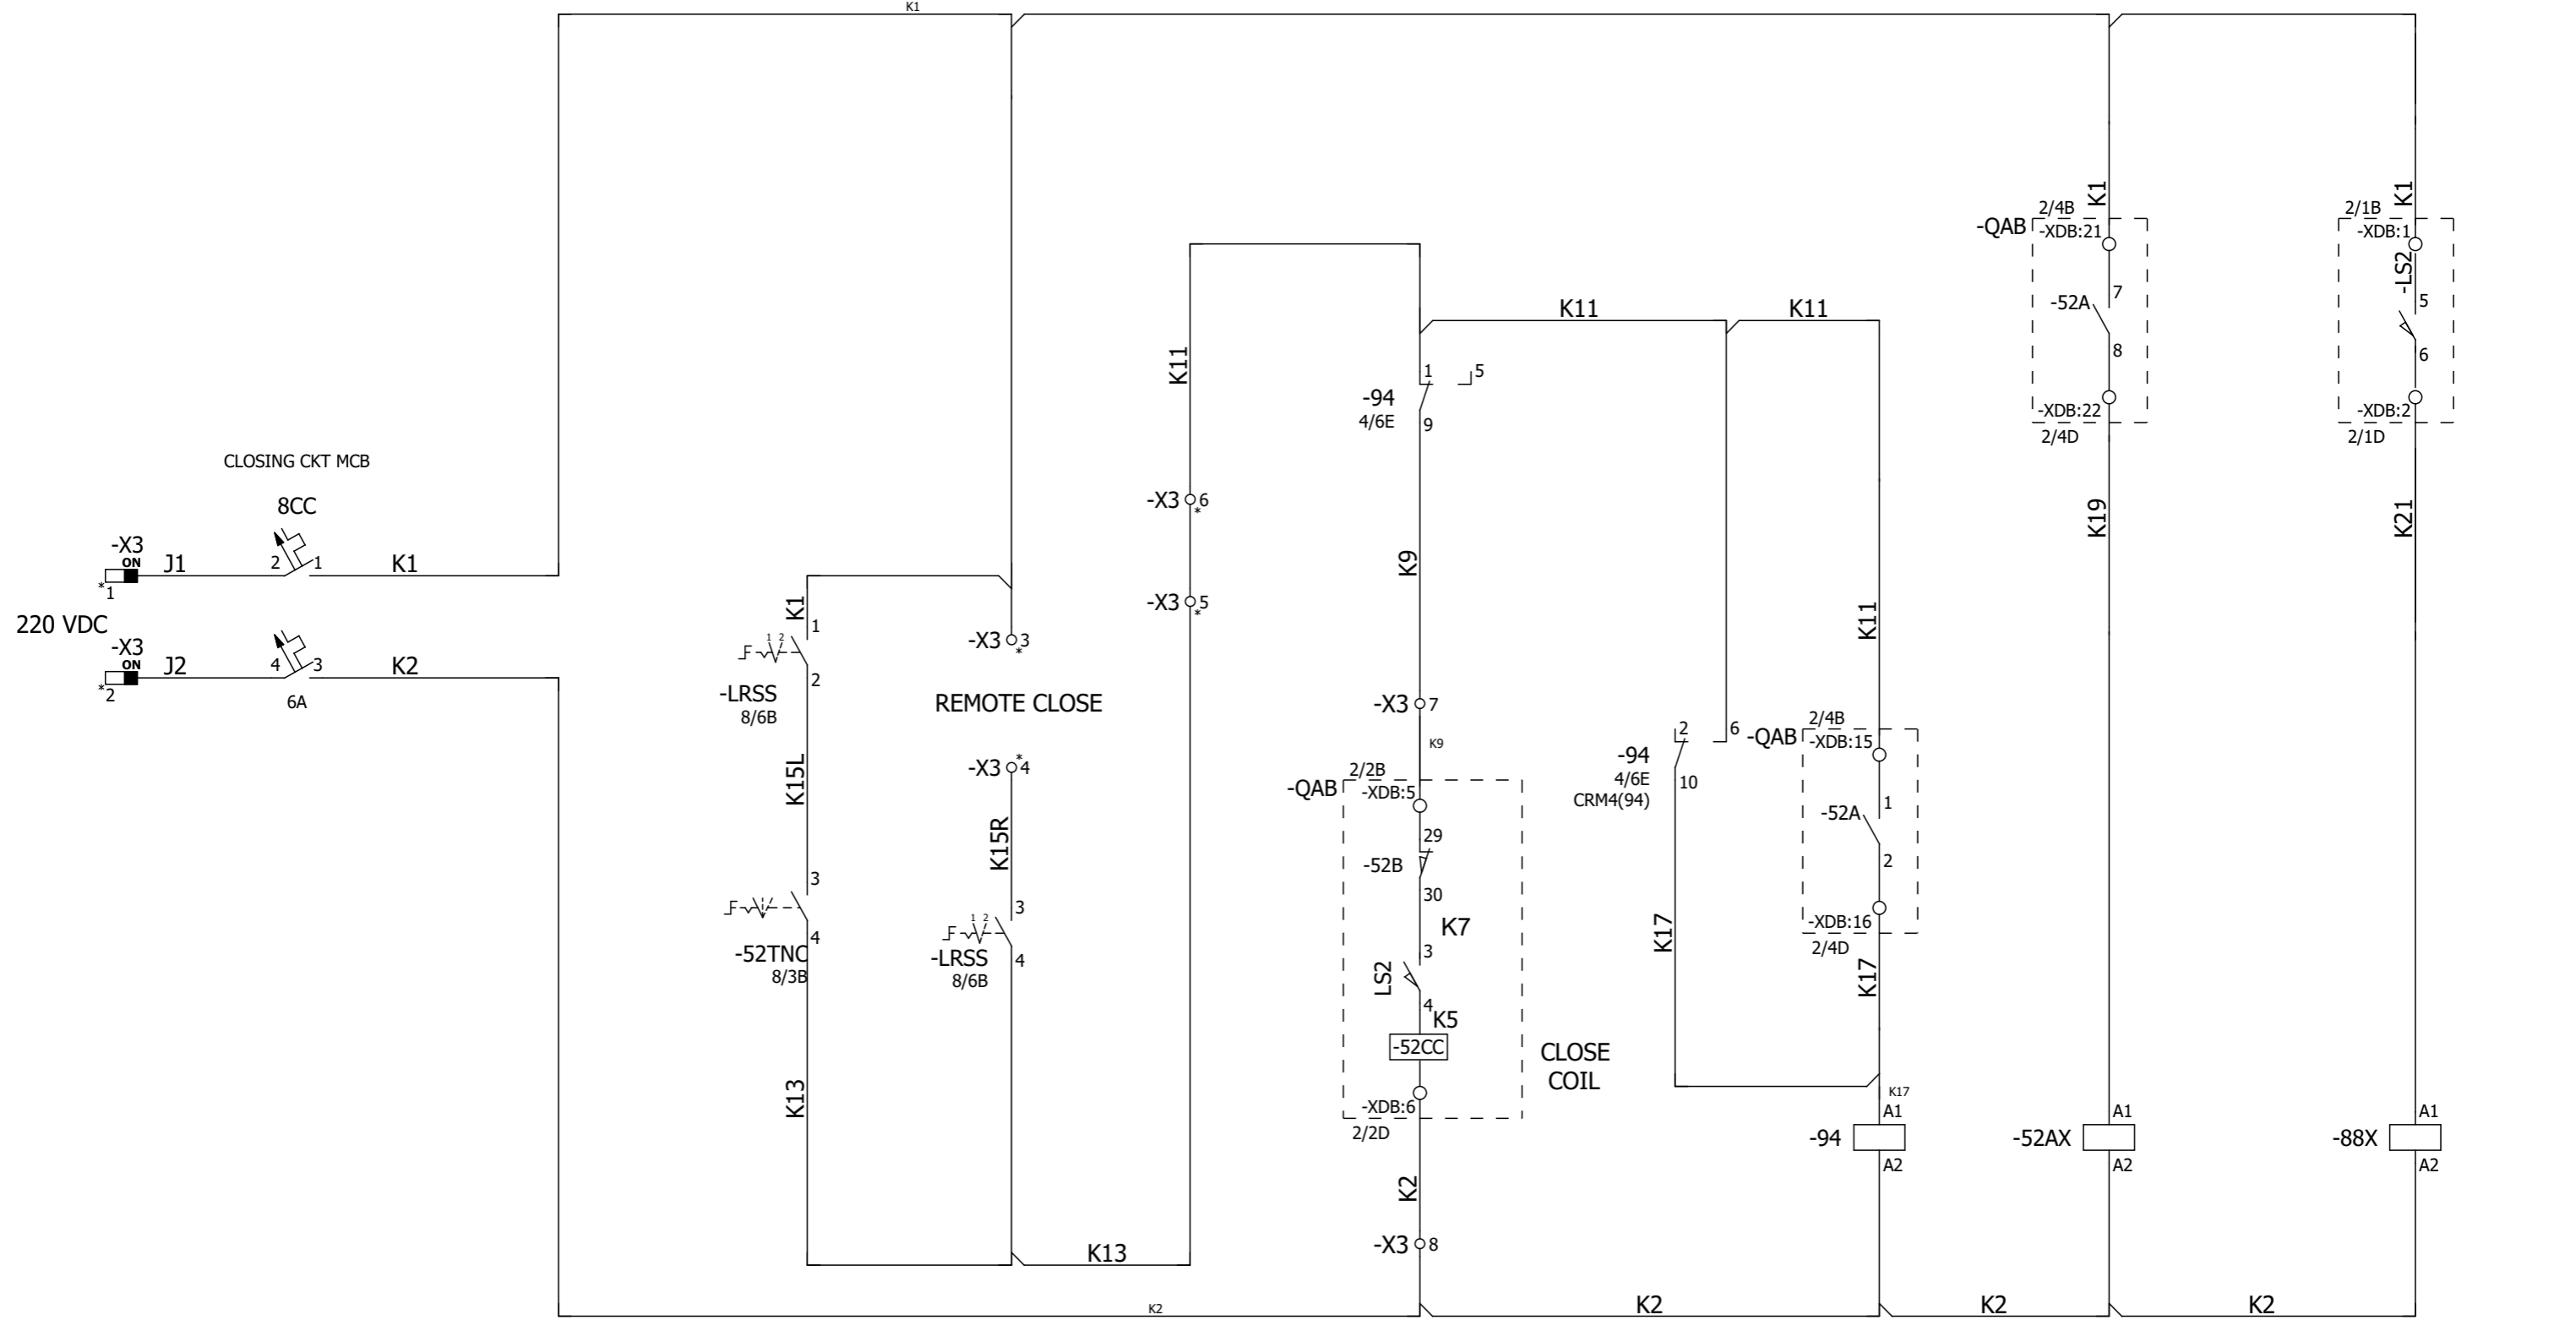 K1
K1
K1
2/4B
2/1B
-QAB
-XDB:21
-XDB:1
-LS2
7
5
-52A
8
6
-XDB:22
-XDB:2
2/4D
2/1D
K11
K11
K11
1
5
-94
4/6E
9
CLOSING CKT MCB
8CC
-X3
ON
J1
2
1
K1
*
1
220 VDC
-X3
ON
J2
4
3
K2
*
2
6A
K1
1
1 2
2
-LRSS
8/6B
-X3
3
*
REMOTE CLOSE
-X3
6
*
-X3
5
*
K9
K11
K19
K21
-X3
7
K9
K15L
-X3
*
4
K15R
3
-52TNC
4
8/3B
3
1 2
-LRSS
4
8/6B
2/2B
-QAB
-XDB:5
29
-52B
30
K7
3
LS2
4
K5
-52CC
CLOSE
COIL
-XDB:6
2/2D
2
6
-94
4/6E
10
CRM4(94)
K17
2/4B
-QAB
-XDB:15
1
-52A
2
-XDB:16
2/4D
K17
K17
K13
A1
A1
A1
-94
-52AX
-88X
A2
A2
A2
K2
-X3
8
K13
K2
K2
K2
K2